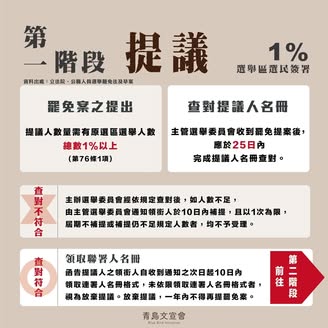 第一階段
提議
1%
選舉區選民簽署
資料出處:立法院、公職人員選舉罷免法及草案
罷免案之提出
提議人數量需有原選區選舉人數
總數1%以上
(第76條1項)
查對提議人名冊
主管選舉委員會收到罷免提案後,
應於25日內
完成提議人名冊查對。
查對不符合
主辦選舉委員會經依規定查對後,如人數不足,
由主管選舉委員會通知領銜人於10日內補提,且以1次為限,
屆期不補提或補提仍不足規定人數者,均不予受理。
查對符合
領取聯署人名冊
函告提議人之領銜人自收到通知之次日起10日內
領取連署人名冊格式,未依限領取連署人名冊格式者,
視為放棄提議。放棄提議,一年內不得再提罷免案。
前往
第二階段
青鳥文宣會
Blue Bird Initiative